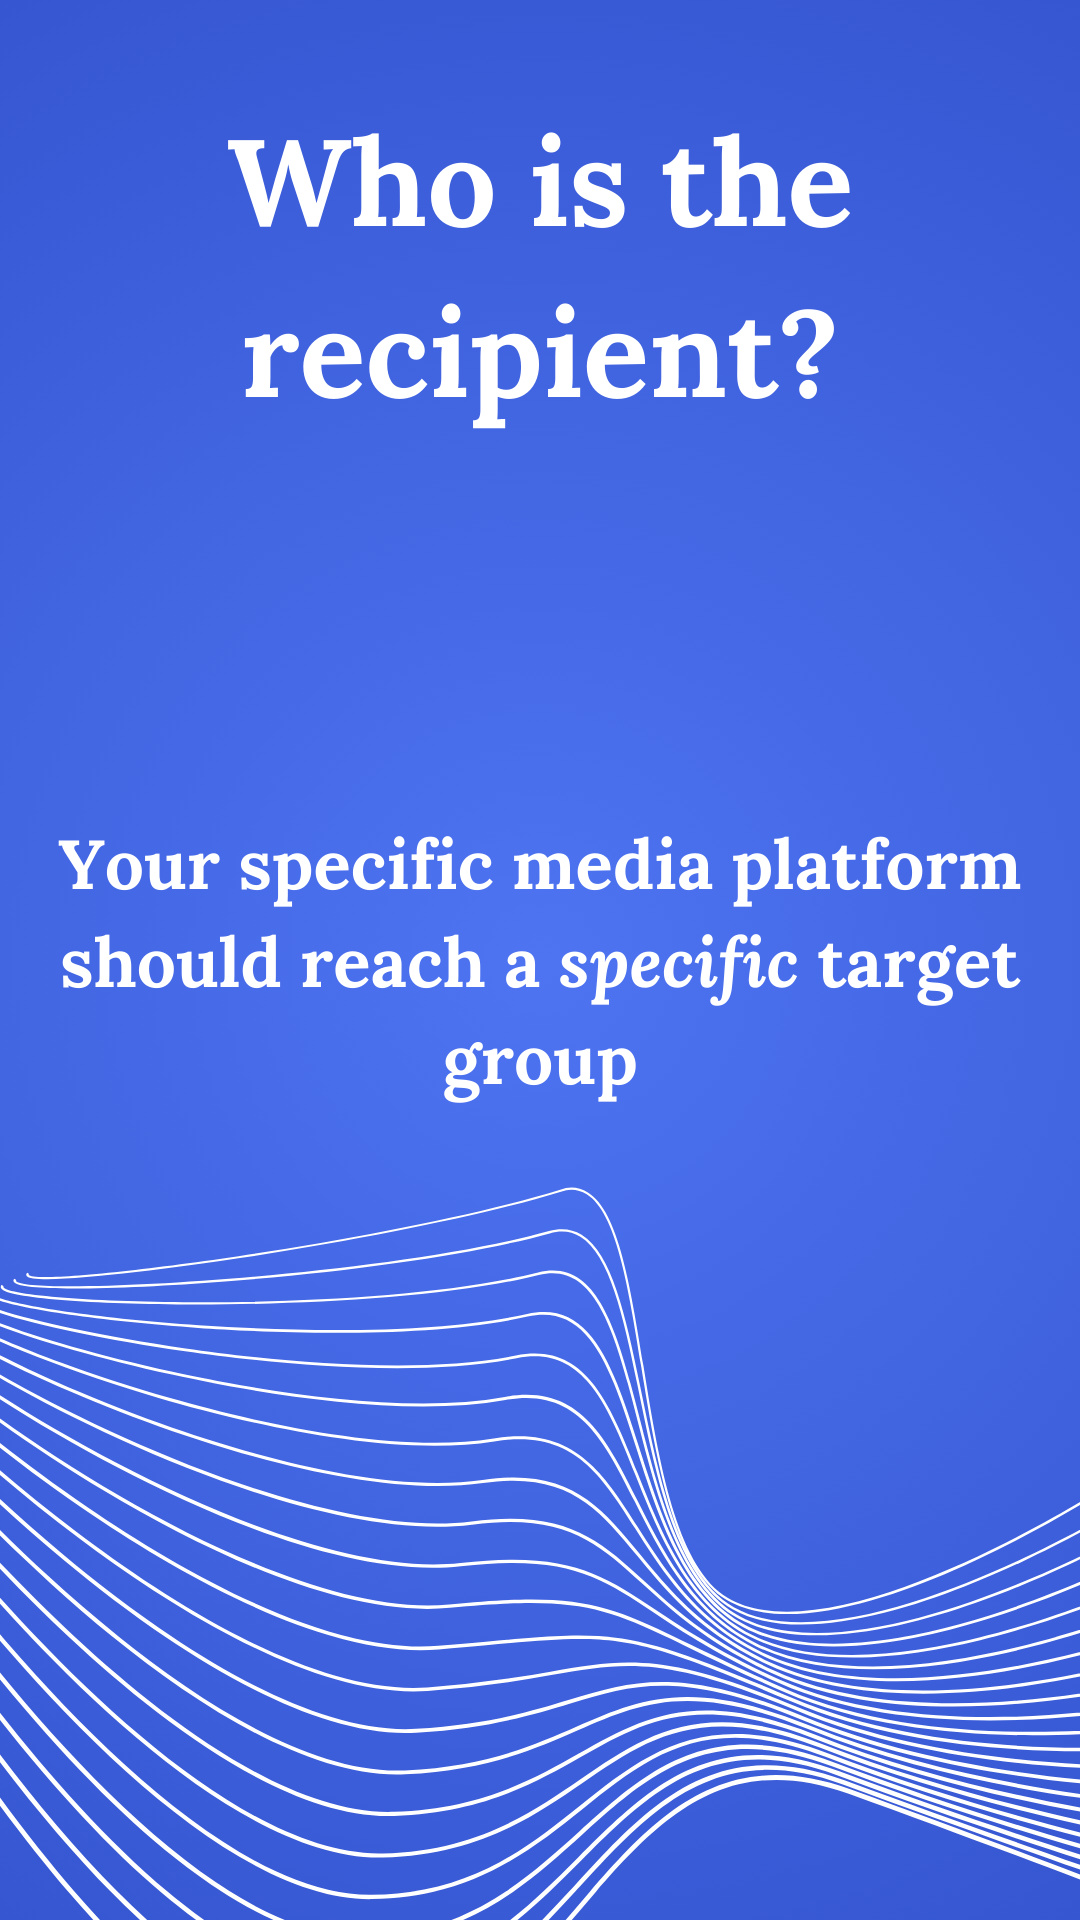 Who is the
recipient?
Your specific media platform
should reach a specific target
group